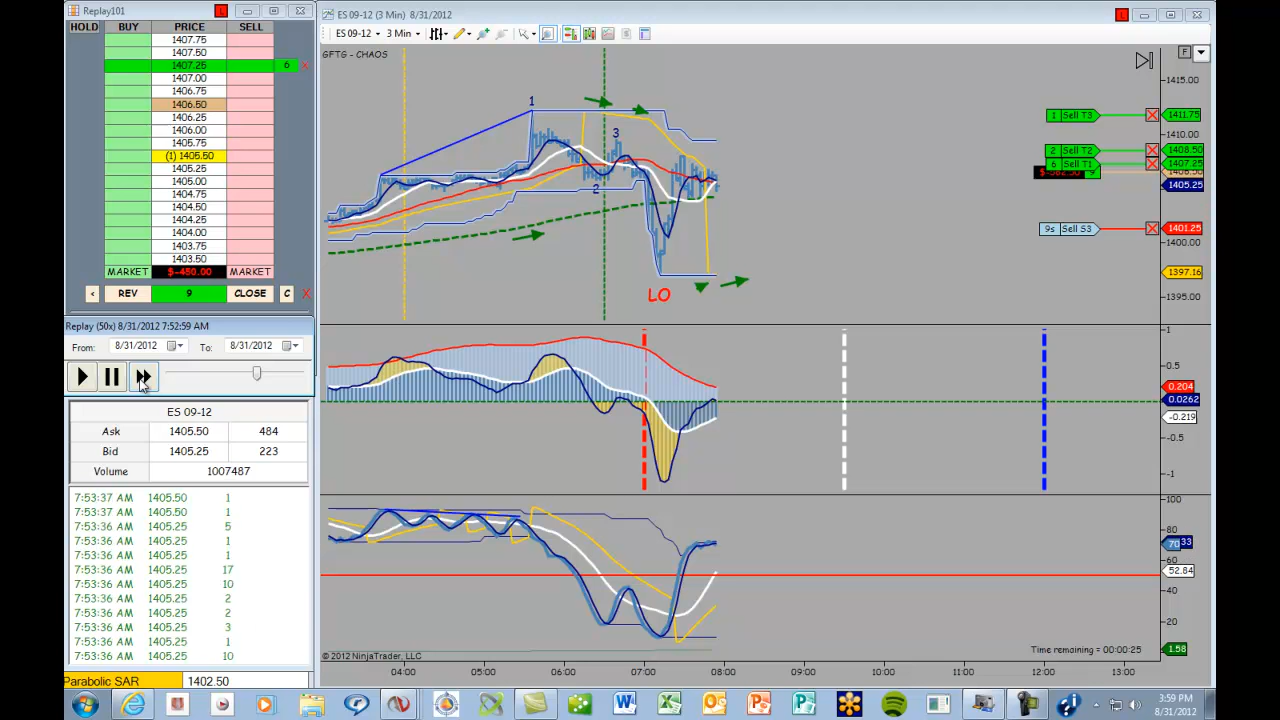 Replay101
HOLD BUY PRICE SELL
1407.75
1407.50
1407.25 6 x
1407.00
1406.75
1406.50
1406.25
1406.00
1405.75
(1) 1405.50
1405.25
1405.00
1404.75
1404.50
1404.25
1404.00
1403.75
1403.50
MARKET $-450.00 MARKET
< REV 9 CLOSE C X
Replay (50x) 8/31/2012 7:52:59 AM
From: 8/31/2012 To: 8/31/2012
ES 09-12
Ask 1405.50 484
Bid 1405.25 223
Volume 1007487
7:53:37 AM 1405.50 1
7:53:37 AM 1405.50 1
7:53:36 AM 1405.25 5
7:53:36 AM 1405.25 1
7:53:36 AM 1405.25 1
7:53:36 AM 1405.25 17
7:53:36 AM 1405.25 10
7:53:36 AM 1405.25 2
7:53:36 AM 1405.25 2
7:53:36 AM 1405.25 3
7:53:36 AM 1405.25 1
7:53:36 AM 1405.25 10
Parabolic SAR 1402.50
ES 09-12 (3 Min) 8/31/2012
ES 09-12 3 Min
GFTG - CHAOS
F
1415.00
1 Sell T3 1411.75
1410.00
2 Sell T2 1408.50
6 Sell T1 1407.25
1405.25
9s Sell S3 1401.25
1400.00
1397.16
1395.00
1
2
3
LO
1
0.5
0.204
0.0262
-0.219
-0.5
-1
100
80
70 33
60
52.84
40
20
1.58
Time remaining = 00:00:25
© 2012 NinjaTrader, LLC
04:00 05:00 06:00 07:00 08:00 09:00 10:00 11:00 12:00 13:00
3:59 PM
8/31/2012